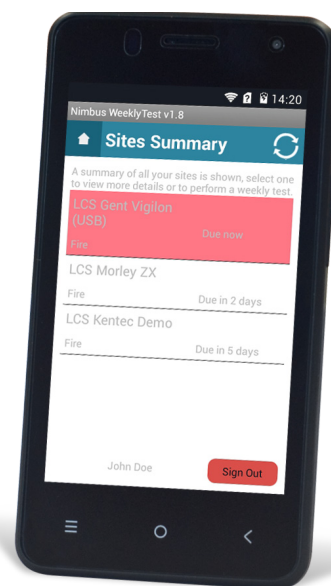 14:20
Nimbus WeeklyTest v1.8
Sites Summary
A summary of all your sites is shown, select one
to view more details or to perform a weekly test.
LCS Gent Vigilon
(USB)
Due now
Fire
LCS Morley ZX
Fire
Due in 2 days
LCS Kentec Demo
Fire
Due in 5 days
John Doe
Sign Out